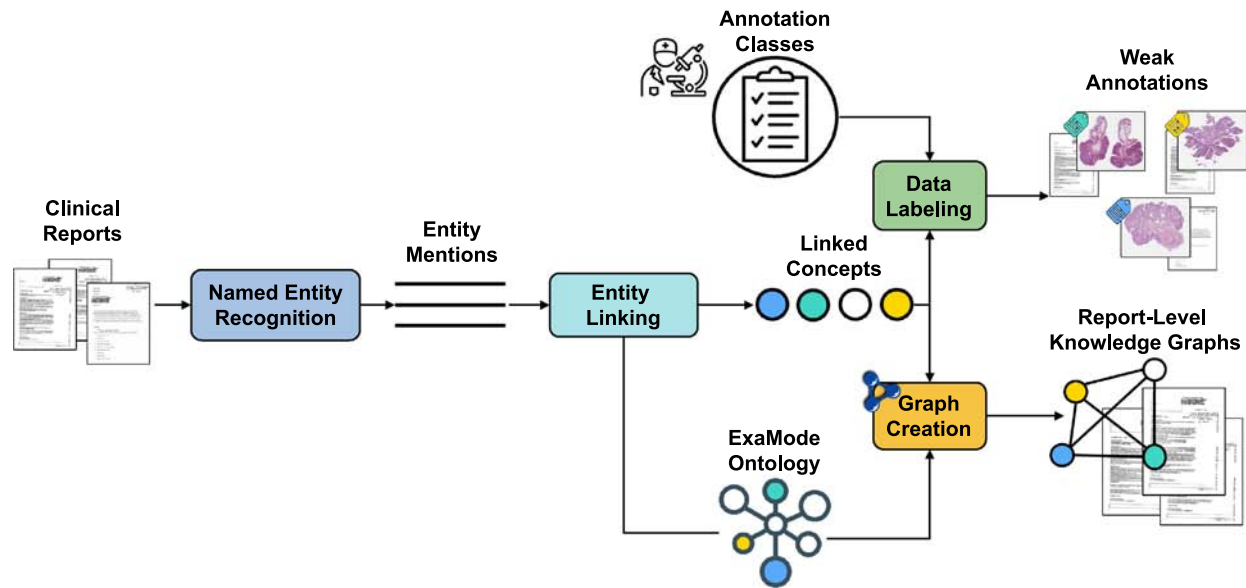 Annotation
Classes
Weak
Annotations
Data
Labeling
Clinical
Reports
Entity
Mentions
Linked
Concepts
Named Entity
Recognition
Entity
Linking
Report-Level
Knowledge Graphs
Graph
Creation
ExaMode
Ontology